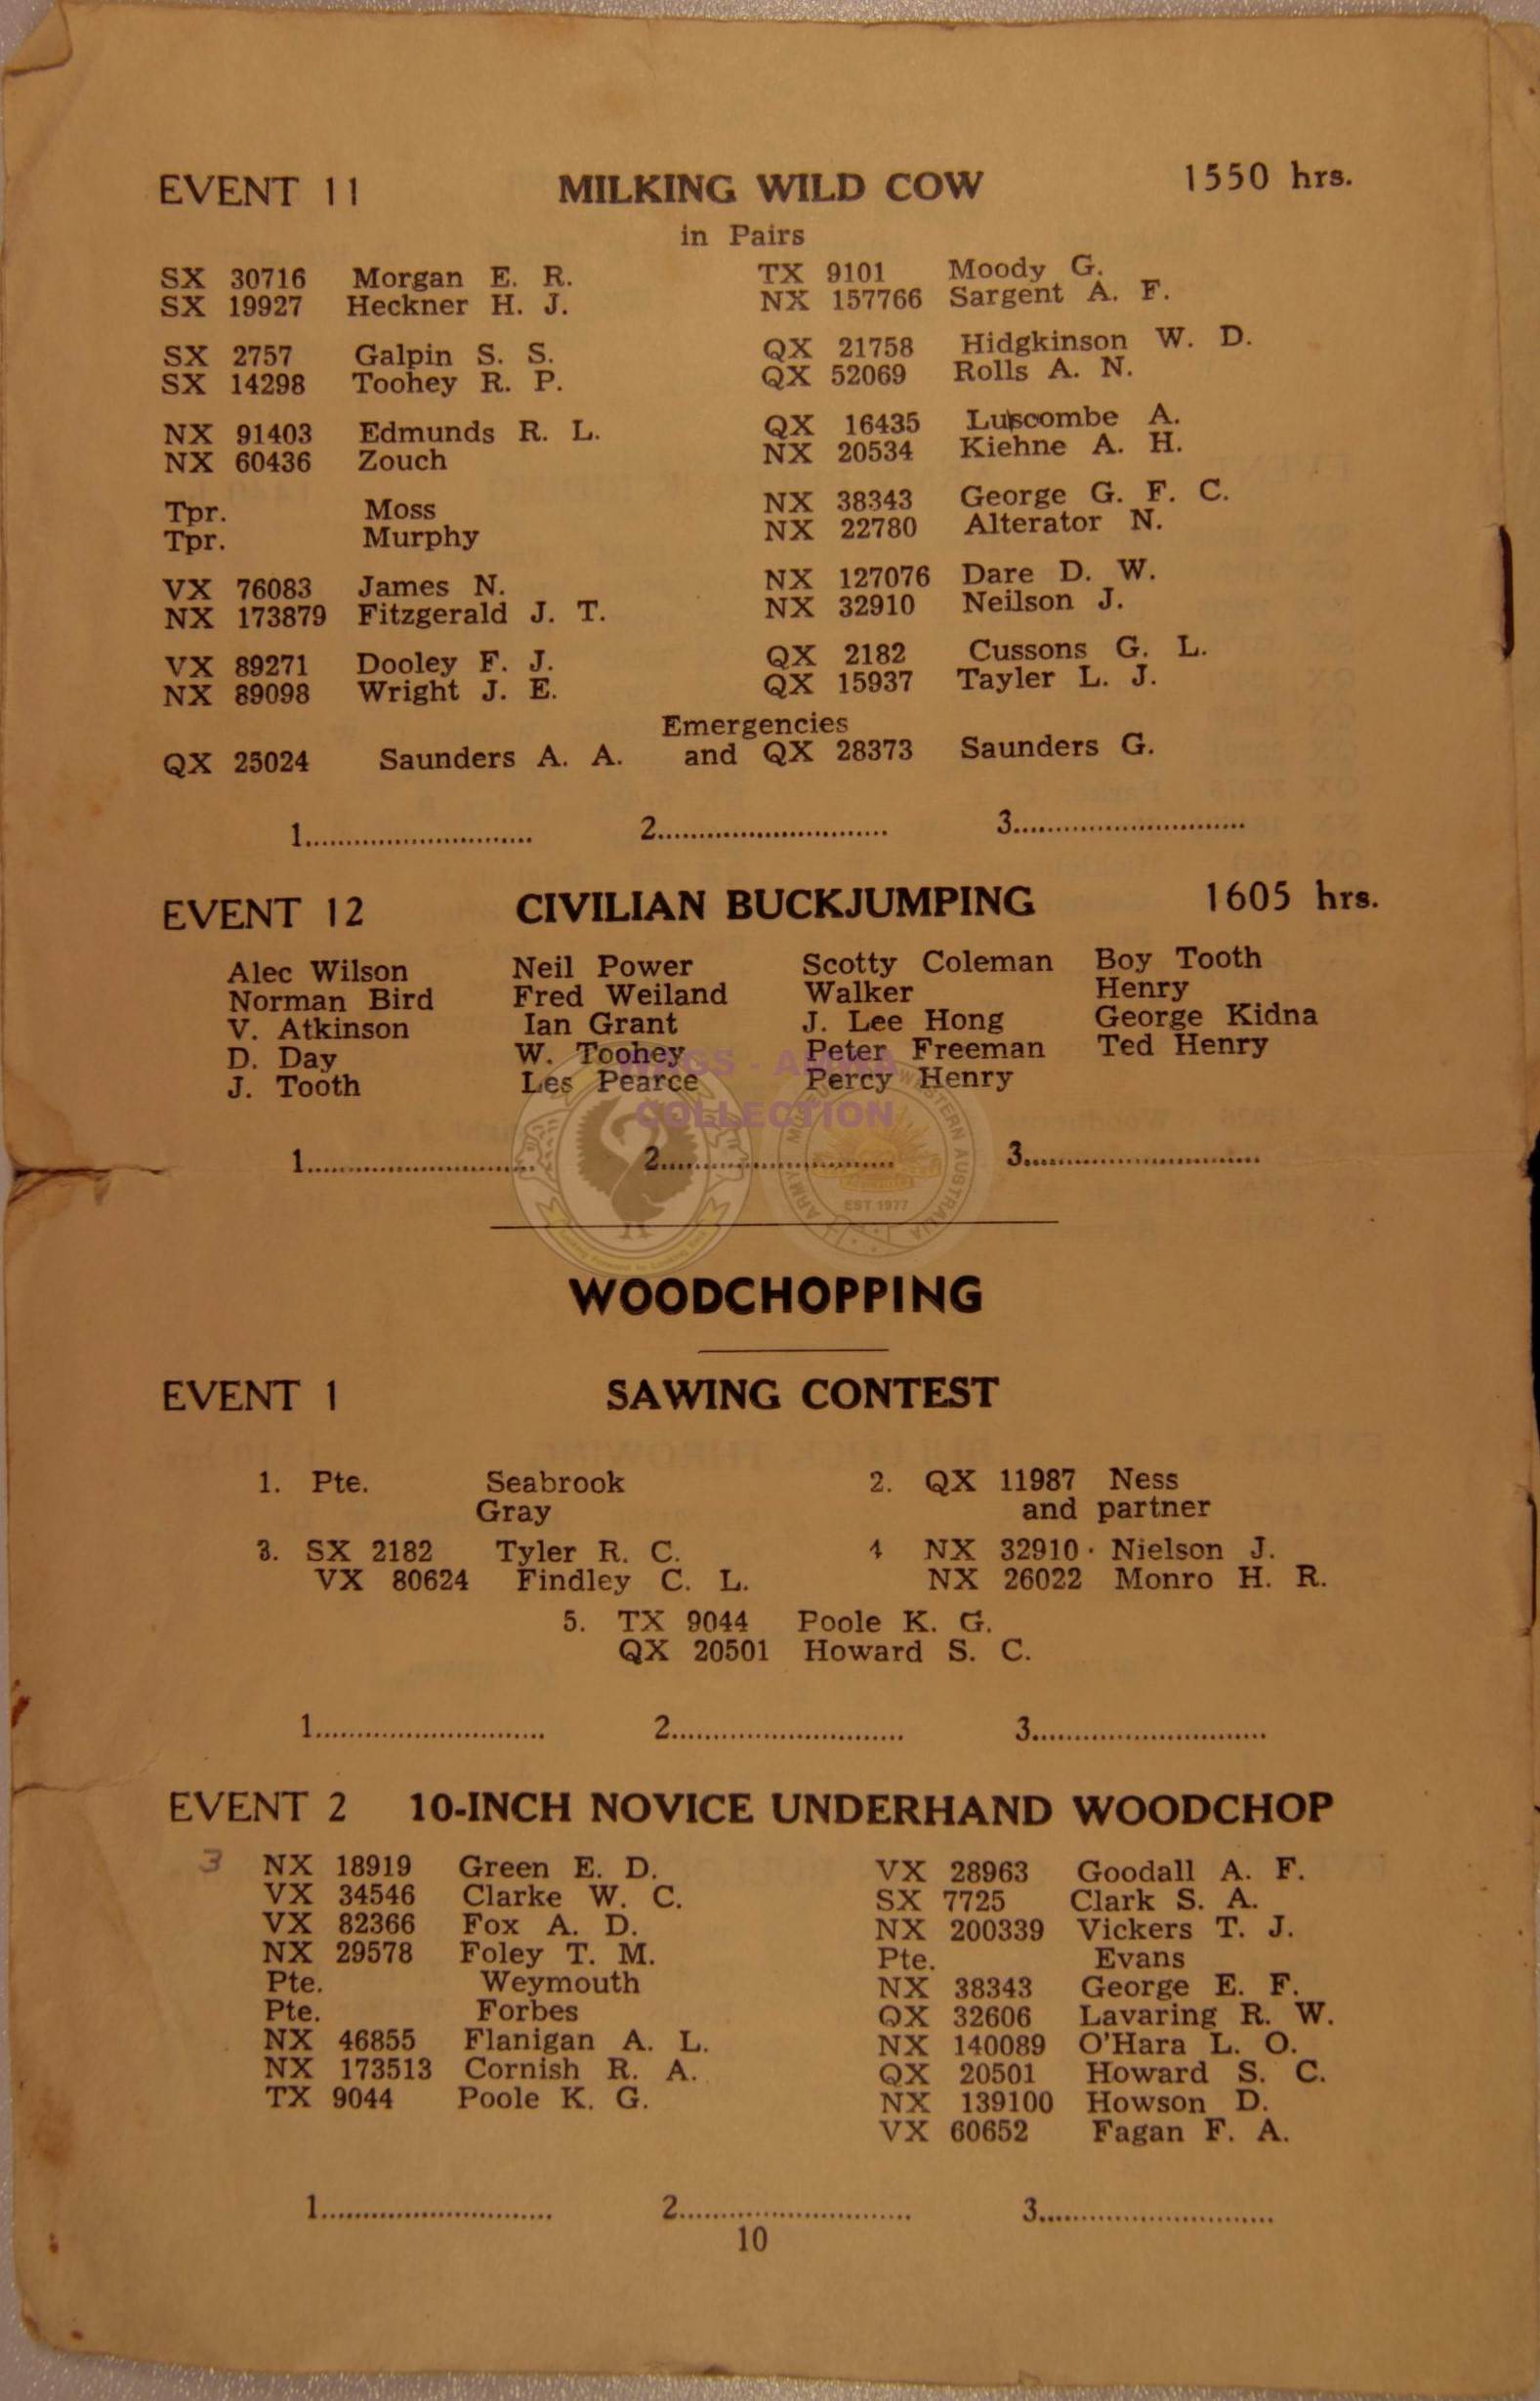 EVENT 11 MILKING WILD COW 1550 hrs.
in Pairs
SX 30716 Morgan E. R. TX 9101 Moody G.
SX 19927 Heckner H. J. NX 157766 Sargent A. F.
SX 2757 Galpin S. S. QX 21758 Hidgkinson W. D.
SX 14298 Toohey R. P. QX 52069 Rolls A. N.
NX 91403 Edmunds R. L. QX 16435 Luscombe A.
NX 60436 Zouch NX 20534 Kiehne A. H.
Tpr. Moss NX 38343 George G. F. C.
Tpr. Murphy NX 22780 Alterator N.
VX 76083 James N. NX 127076 Dare D. W.
NX 173879 Fitzgerald J. T. NX 32910 Neilson J.
VX 89271 Dooley F. J. QX 2182 Cussons G. L.
NX 89098 Wright J. E. QX 15937 Tayler L. J.
Emergencies
QX 25024 Saunders A. A. and QX 28373 Saunders G.
1............................ 2............................ 3............................
EVENT 12 CIVILIAN BUCKJUMPING 1605 hrs.
Alec Wilson Neil Power Scotty Coleman Boy Tooth
Norman Bird Fred Weiland Walker Henry
V. Atkinson Ian Grant J. Lee Hong George Kidna
D. Day W. Toohey Peter Freeman Ted Henry
J. Tooth Les Pearce Percy Henry
COLLECTION
1............................ 2............................ 3............................
EST 1977
WOODCHOPPING
EVENT 1 SAWING CONTEST
1. Pte. Seabrook 2. QX 11987 Ness
Gray and partner
3. SX 2182 Tyler R. C. 4 NX 32910 Nielson J.
VX 80624 Findley C. L. NX 26022 Monro H. R.
5. TX 9044 Poole K. G.
QX 20501 Howard S. C.
1............................ 2............................ 3............................
EVENT 2 10-INCH NOVICE UNDERHAND WOODCHOP
3 NX 18919 Green E. D. VX 28963 Goodall A. F.
VX 34546 Clarke W. C. SX 7725 Clark S. A.
VX 82366 Fox A. D. NX 200339 Vickers T. J.
NX 29578 Foley T. M. Pte. Evans
Pte. Weymouth NX 38343 George E. F.
Pte. Forbes QX 32606 Lavaring R. W.
NX 46855 Flanigan A. L. NX 140089 O'Hara L. O.
NX 173513 Cornish R. A. QX 20501 Howard S. C.
TX 9044 Poole K. G. NX 139100 Howson D.
VX 60652 Fagan F. A.
1............................ 2............................ 3............................
10